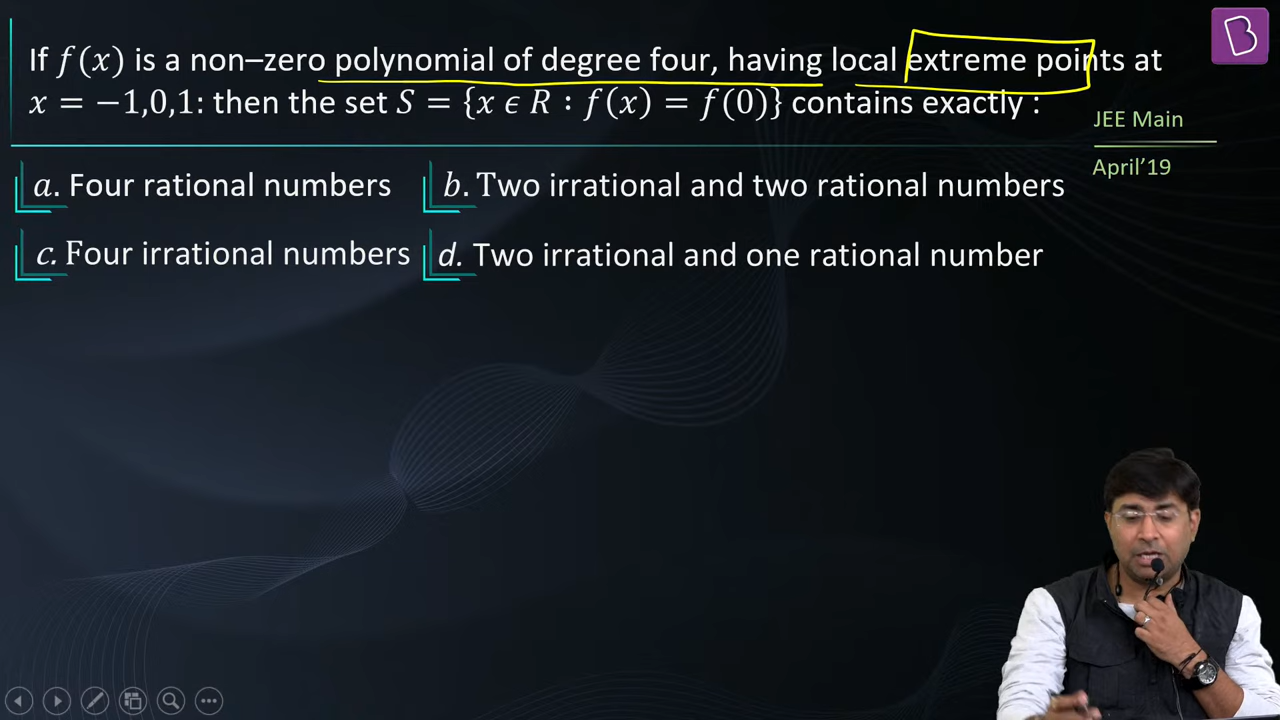 If f(x) is a non–zero polynomial of degree four, having local extreme points at
x = −1,0,1: then the set S = {x ϵ R : f(x) = f(0)} contains exactly :
JEE Main
April’19
a. Four rational numbers
b. Two irrational and two rational numbers
c. Four irrational numbers
d. Two irrational and one rational number